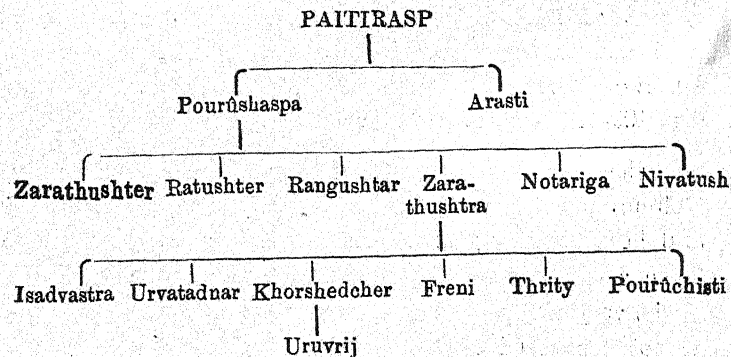 PAITIRASP
Pourûshaspa Arasti
Zarathushter Ratushter Rangushtar Zara- Notariga Nivatush
thushtra
Isadvastra Urvatadnar Khorshedcher Freni Thrity Pourûchisti
Uruvrij